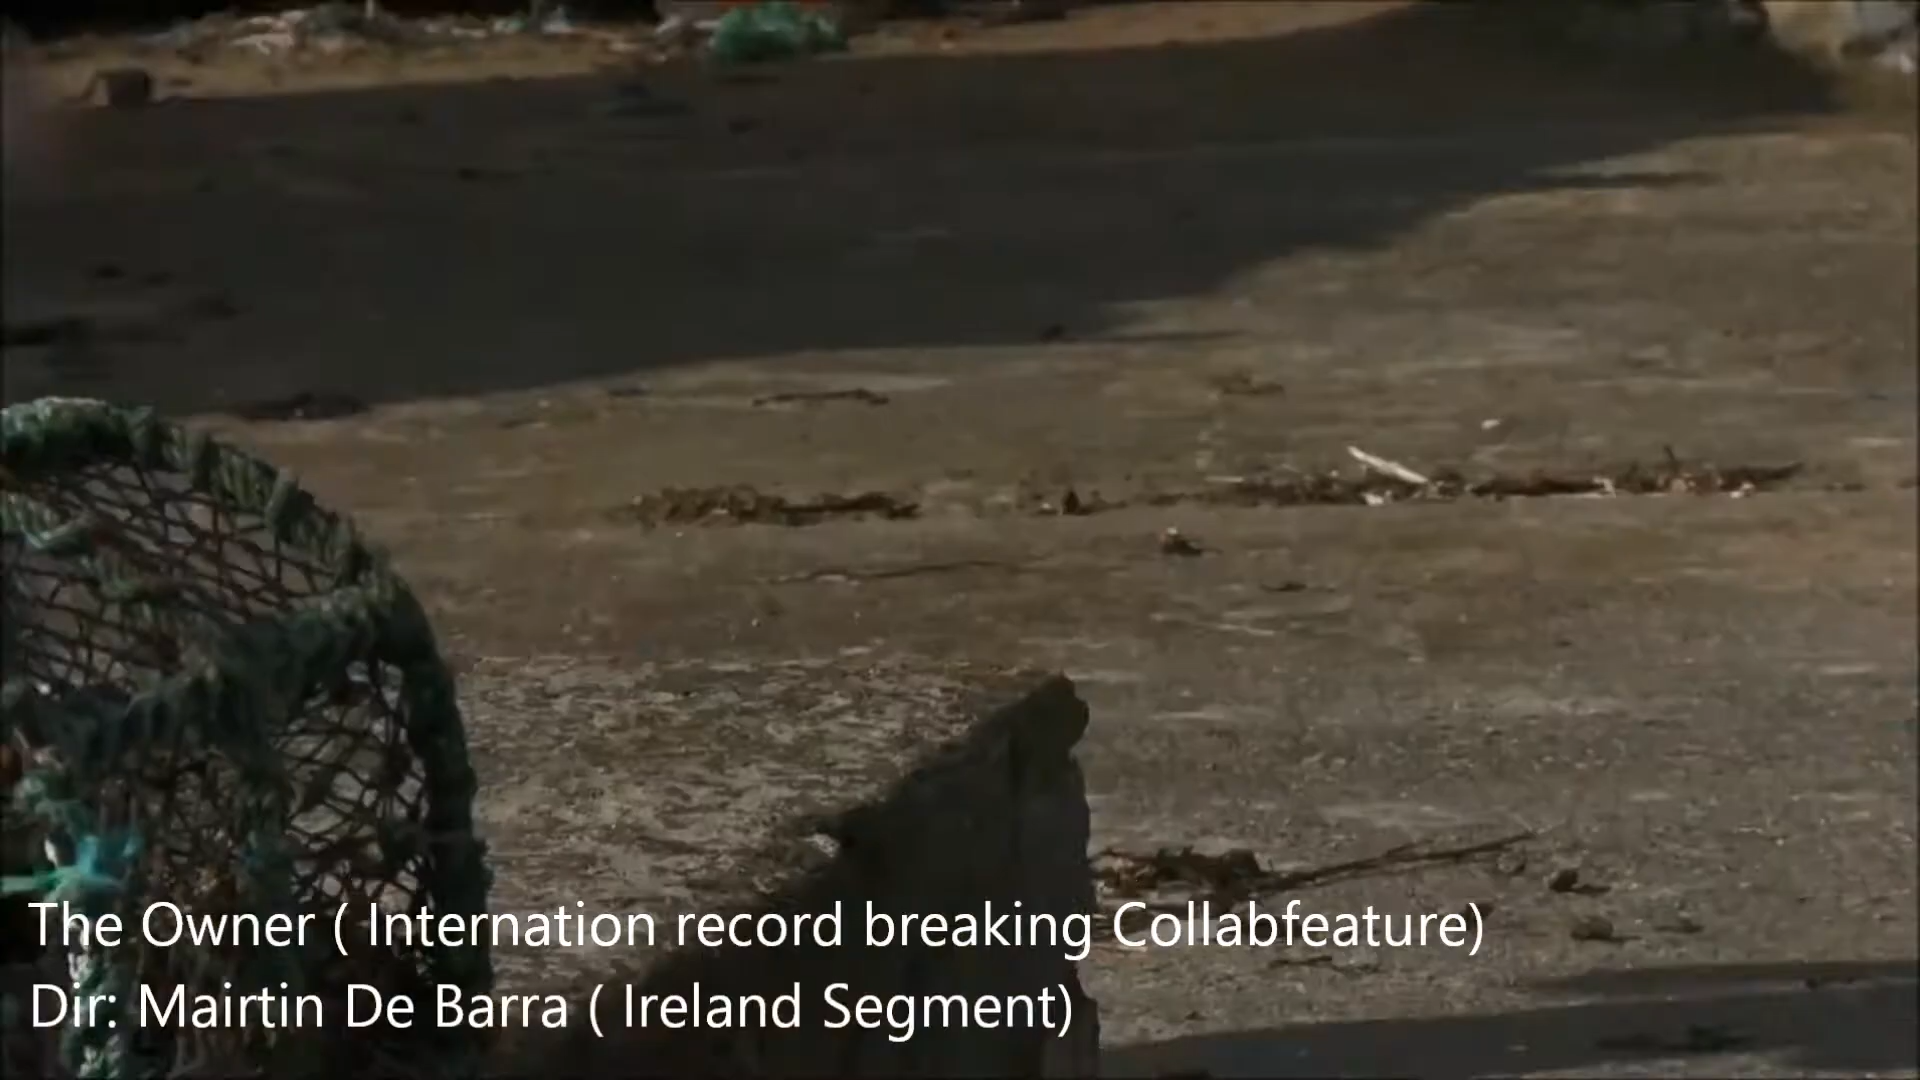 The Owner ( Internation record breaking Collabfeature)
Dir: Mairtin De Barra ( Ireland Segment)